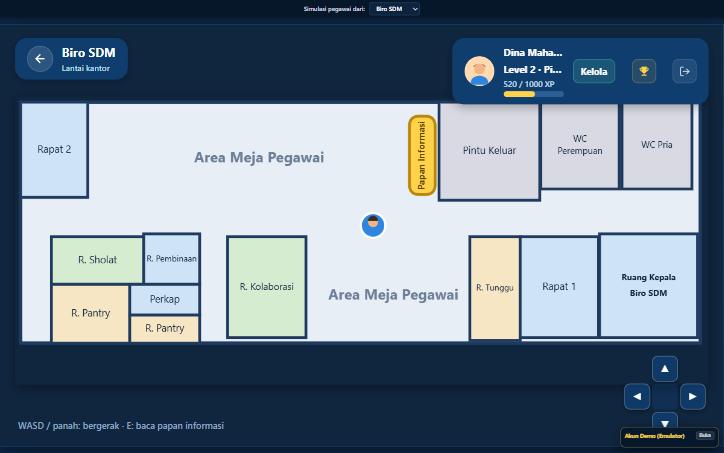 Simulasi pegawai dari:
Biro SDM
Biro SDM
Lantai kantor
Dina Maha...
Level 2 · Pi...
520 / 1000 XP
Kelola
Rapat 2
Area Meja Pegawai
Papan Informasi
Pintu Keluar
WC
Perempuan
WC Pria
R. Sholat
R. Pembinaan
R. Pantry
Perkap
R. Pantry
R. Kolaborasi
Area Meja Pegawai
R. Tunggu
Rapat 1
Ruang Kepala
Biro SDM
WASD / panah: bergerak · E: baca papan informasi
Akun Demo (Emulator)
Buka